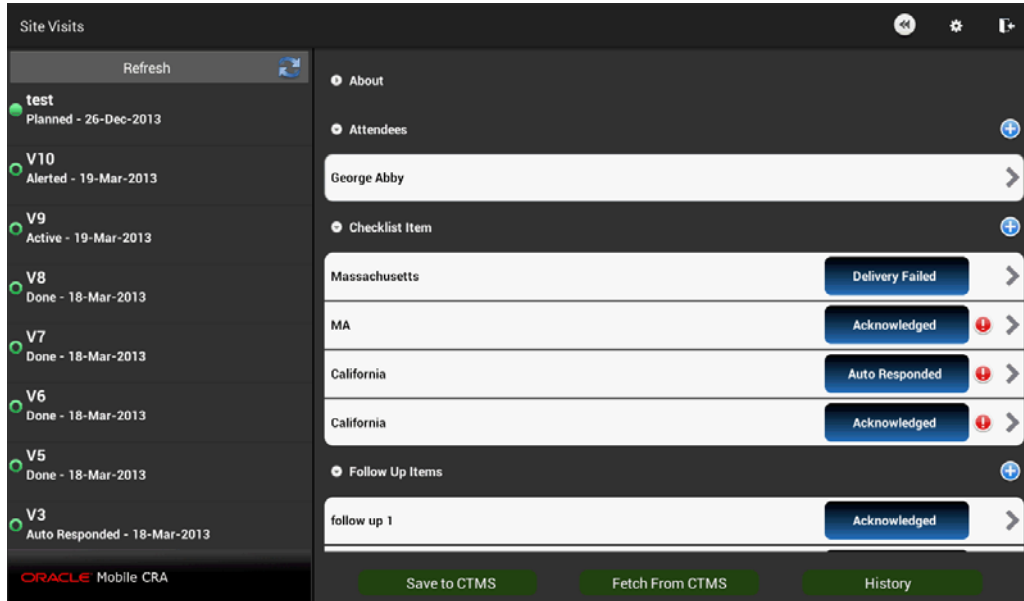 Site Visits
Refresh
test
Planned - 26-Dec-2013
V10
Alerted - 19-Mar-2013
V9
Active - 19-Mar-2013
V8
Done - 18-Mar-2013
V7
Done - 18-Mar-2013
V6
Done - 18-Mar-2013
V5
Done - 18-Mar-2013
V3
Auto Responded - 18-Mar-2013
ORACLE Mobile CRA
About
Attendees
George Abby
Checklist Item
Massachusetts Delivery Failed
MA Acknowledged
California Auto Responded
California Acknowledged
Follow Up Items
follow up 1 Acknowledged
Save to CTMS Fetch From CTMS History